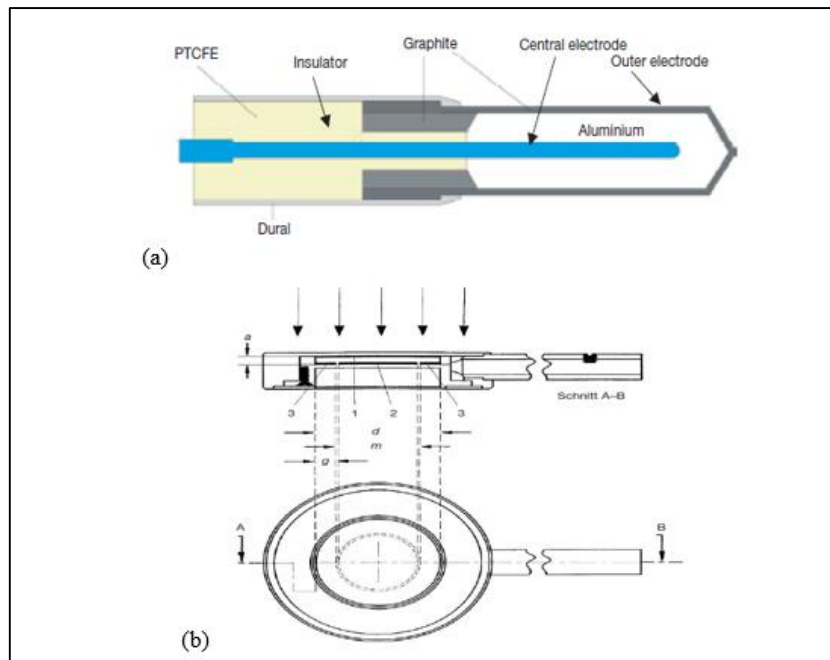 PTCFE
Insulator
Graphite
Central electrode
Outer electrode
Aluminium
Dural
(a)
a
3 1 2 3
Schnitt A–B
d
m
g
A B
(b)